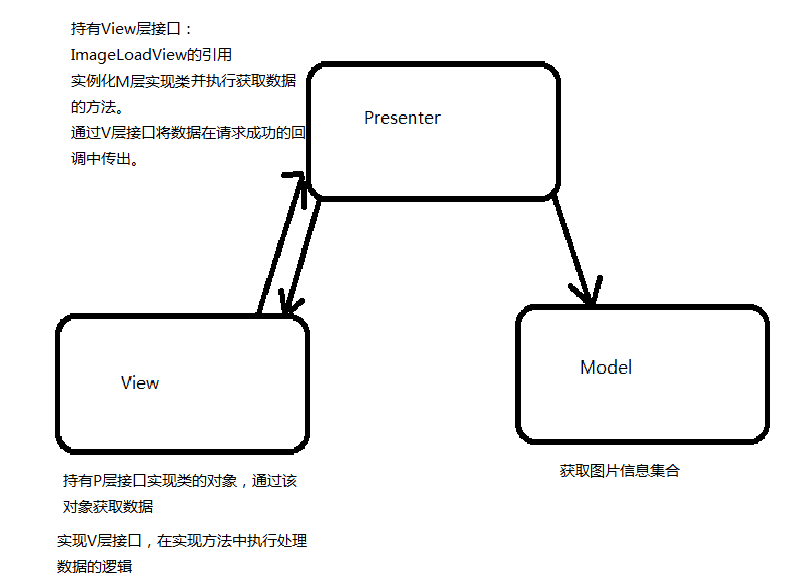 持有View层接口：
ImageLoadView的引用
实例化M层实现类并执行获取数据
的方法。
通过V层接口将数据在请求成功的回
调中传出。
Presenter
View
Model
持有P层接口实现类的对象，通过该
对象获取数据
实现V层接口，在实现方法中执行处理
数据的逻辑
获取图片信息集合